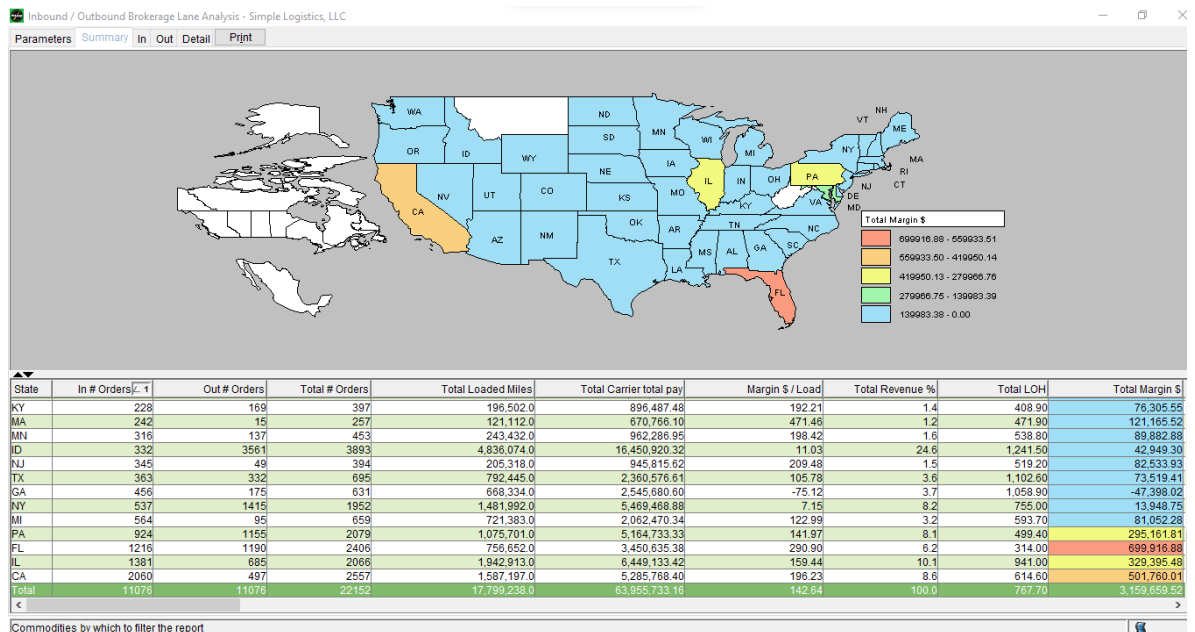 Inbound / Outbound Brokerage Lane Analysis - Simple Logistics, LLC
Parameters Summary In Out Detail Print
WA
OR
ID
WY
NV
UT
CO
CA
AZ
NM
ND
SD
NE
KS
OK
TX
MN
IA
MO
AR
LA
WI
IL
MI
IN
OH
KY
TN
MS
AL
GA
SC
NC
VA
FL
PA
NY
VT
NH
ME
MA
RI
CT
NJ
DE
MD
Total Margin $
699916.88 - 559933.51
559933.50 - 419950.14
419950.13 - 279966.76
279966.75 - 139983.39
139983.38 - 0.00
State In # Orders 1 Out # Orders Total # Orders Total Loaded Miles Total Carrier total pay Margin $ / Load Total Revenue % Total LOH Total Margin $
KY 228 169 397 196,502.0 896,487.48 192.21 1.4 408.90 76,305.55
MA 242 15 257 121,112.0 670,766.10 471.46 1.2 471.90 121,165.52
MN 316 137 453 243,432.0 962,286.95 198.42 1.6 538.80 89,882.88
ID 332 3561 3893 4,836,074.0 16,450,920.32 11.03 24.6 1,241.50 42,949.30
NJ 345 49 394 205,318.0 945,815.62 209.48 1.5 519.20 82,533.93
TX 363 332 695 792,445.0 2,360,576.61 105.78 3.6 1,102.60 73,519.41
GA 456 175 631 668,334.0 2,545,680.60 -75.12 3.7 1,058.90 -47,398.02
NY 537 1415 1952 1,481,992.0 5,469,468.88 7.15 8.2 755.00 13,948.75
MI 564 95 659 721,383.0 2,062,470.34 122.99 3.2 593.70 81,052.28
PA 924 1155 2079 1,075,701.0 5,164,733.33 141.97 8.1 499.40 295,161.81
FL 1216 1190 2406 756,652.0 3,450,635.38 290.90 6.2 314.00 699,916.88
IL 1381 685 2066 1,942,913.0 6,449,133.42 159.44 10.1 941.00 329,395.48
CA 2060 497 2557 1,587,197.0 5,285,768.40 196.23 8.6 614.60 501,760.01
Total 11076 11076 22152 17,799,238.0 63,955,733.16 142.64 100.0 767.70 3,159,659.52
Commodities by which to filter the report